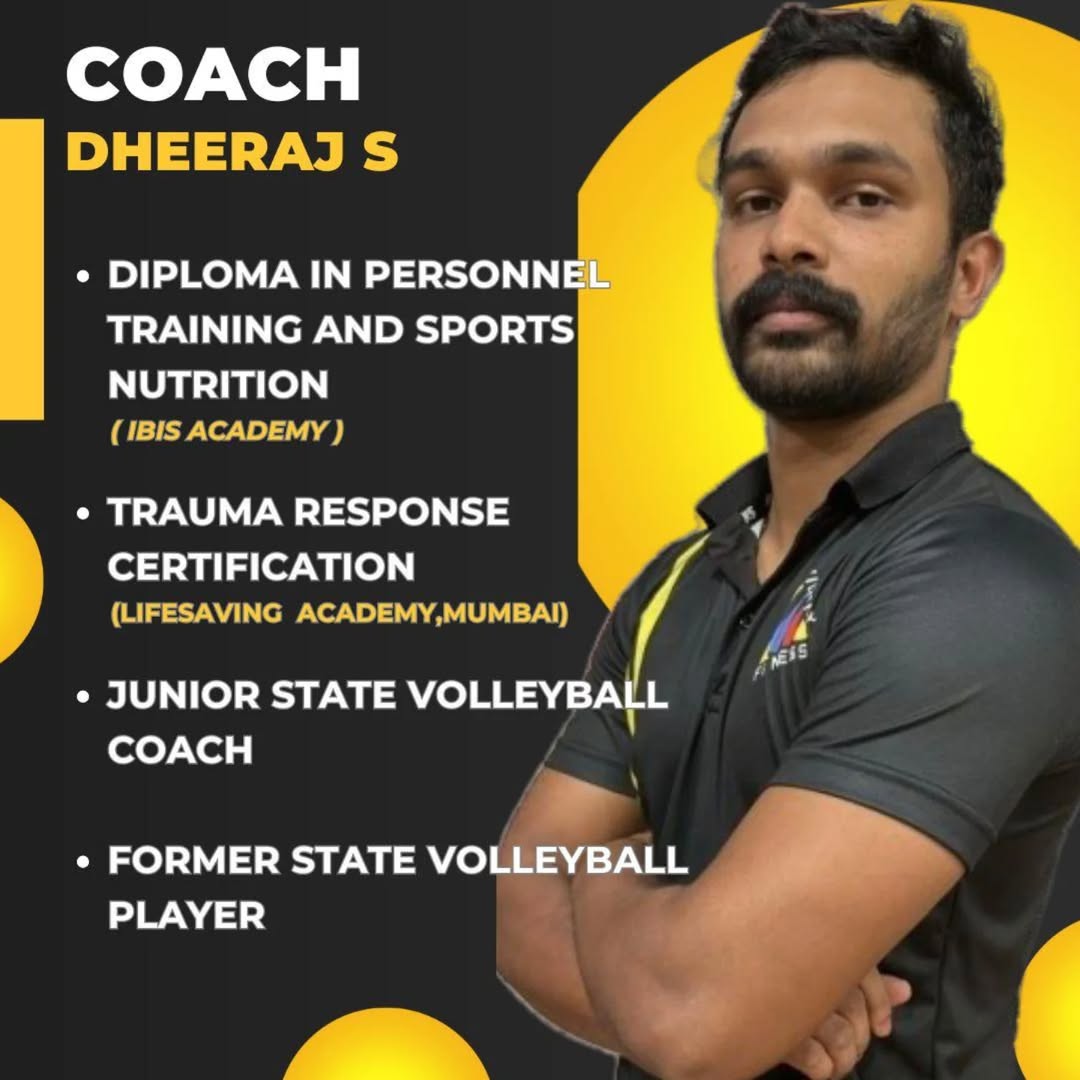 COACH
DHEERAJ S
• DIPLOMA IN PERSONNEL
TRAINING AND SPORTS
NUTRITION
( IBIS ACADEMY )
• TRAUMA RESPONSE
CERTIFICATION
(LIFESAVING ACADEMY,MUMBAI)
• JUNIOR STATE VOLLEYBALL
COACH
• FORMER STATE VOLLEYBALL
PLAYER